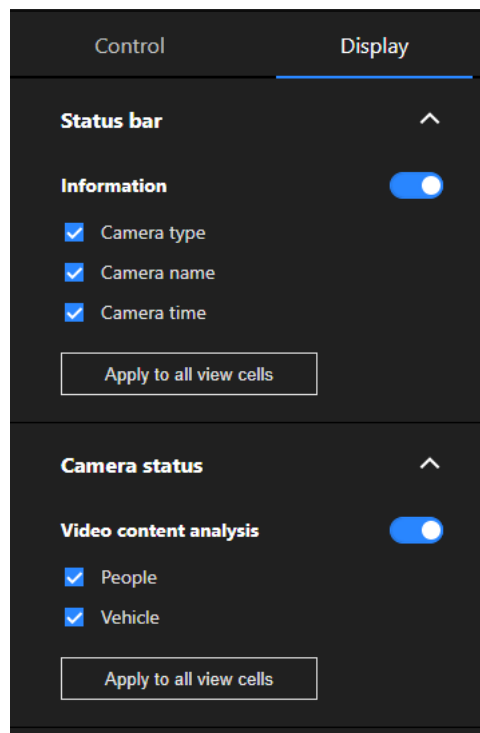 Control
Display
Status bar
Information
Camera type
Camera name
Camera time
Apply to all view cells
Camera status
Video content analysis
People
Vehicle
Apply to all view cells